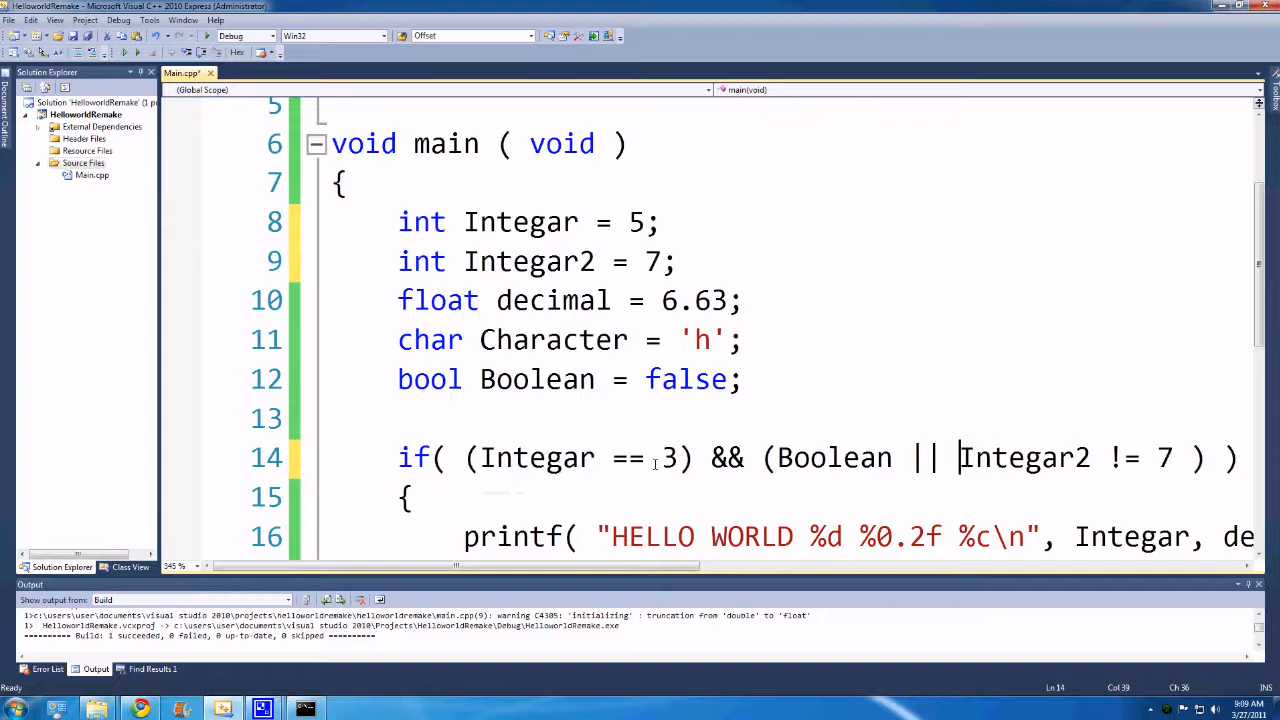 HelloworldRemake - Microsoft Visual C++ 2010 Express (Administrator)
File Edit View Project Debug Tools Window Help
Debug Win32 Offset
Hex
Solution Explorer
Main.cpp*
(Global Scope) main(void)
Document Outline
Toolbox
Solution 'HelloworldRemake' (1 p
HelloworldRemake
External Dependencies
Header Files
Resource Files
Source Files
Main.cpp
5
6 void main ( void )
7 {
8 int Integar = 5;
9 int Integar2 = 7;
10 float decimal = 6.63;
11 char Character = 'h';
12 bool Boolean = false;
13
14 if( (Integar == 3) && (Boolean || Integar2 != 7 ) )
15 {
16 printf( "HELLO WORLD %d %0.2f %c\n", Integar, de
Solution Explorer Class View
345 %
Output
Show output from: Build
1>c:\users\user\documents\visual studio 2010\projects\helloworldremake\helloworldremake\main.cpp(9): warning C4305: 'initializing' : truncation from 'double' to 'float'
1> HelloworldRemake.vcxproj -> c:\users\user\documents\visual studio 2010\Projects\HelloworldRemake\Debug\HelloworldRemake.exe
========== Build: 1 succeeded, 0 failed, 0 up-to-date, 0 skipped ==========
Error List Output Find Results 1
Ready Ln 14 Col 39 Ch 36 INS
9:09 AM
3/27/2011